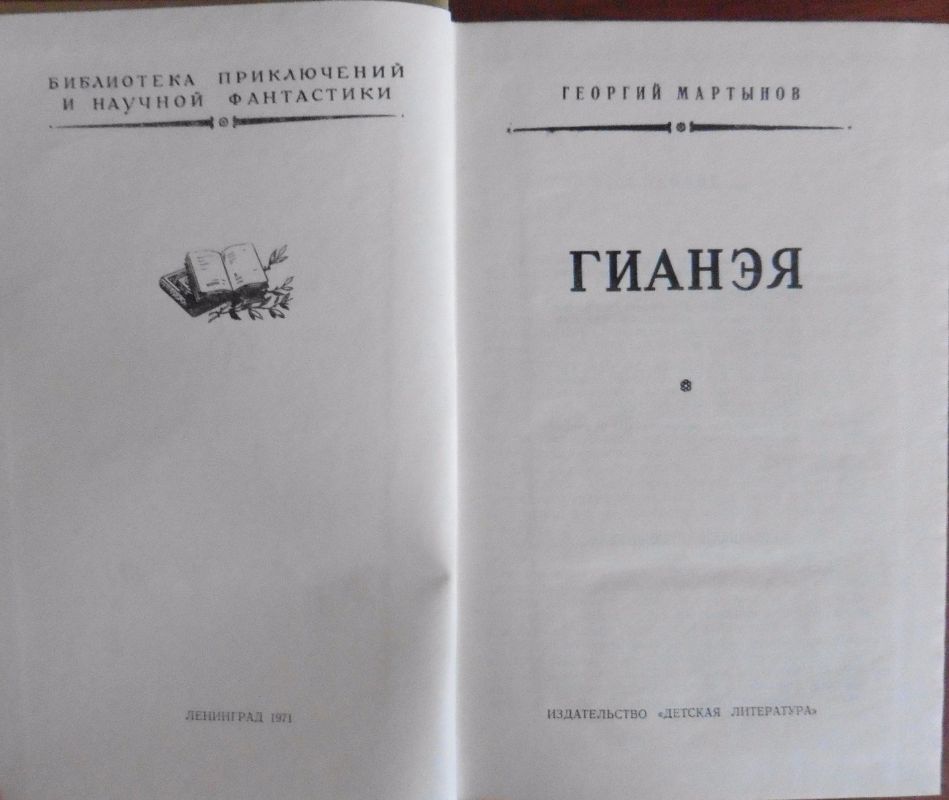 БИБЛИОТЕКА ПРИКЛЮЧЕНИЙ
И НАУЧНОЙ ФАНТАСТИКИ
ЛЕНИНГРАД 1971
ГЕОРГИЙ МАРТЫНОВ
ГИАНЭЯ
ИЗДАТЕЛЬСТВО «ДЕТСКАЯ ЛИТЕРАТУРА»